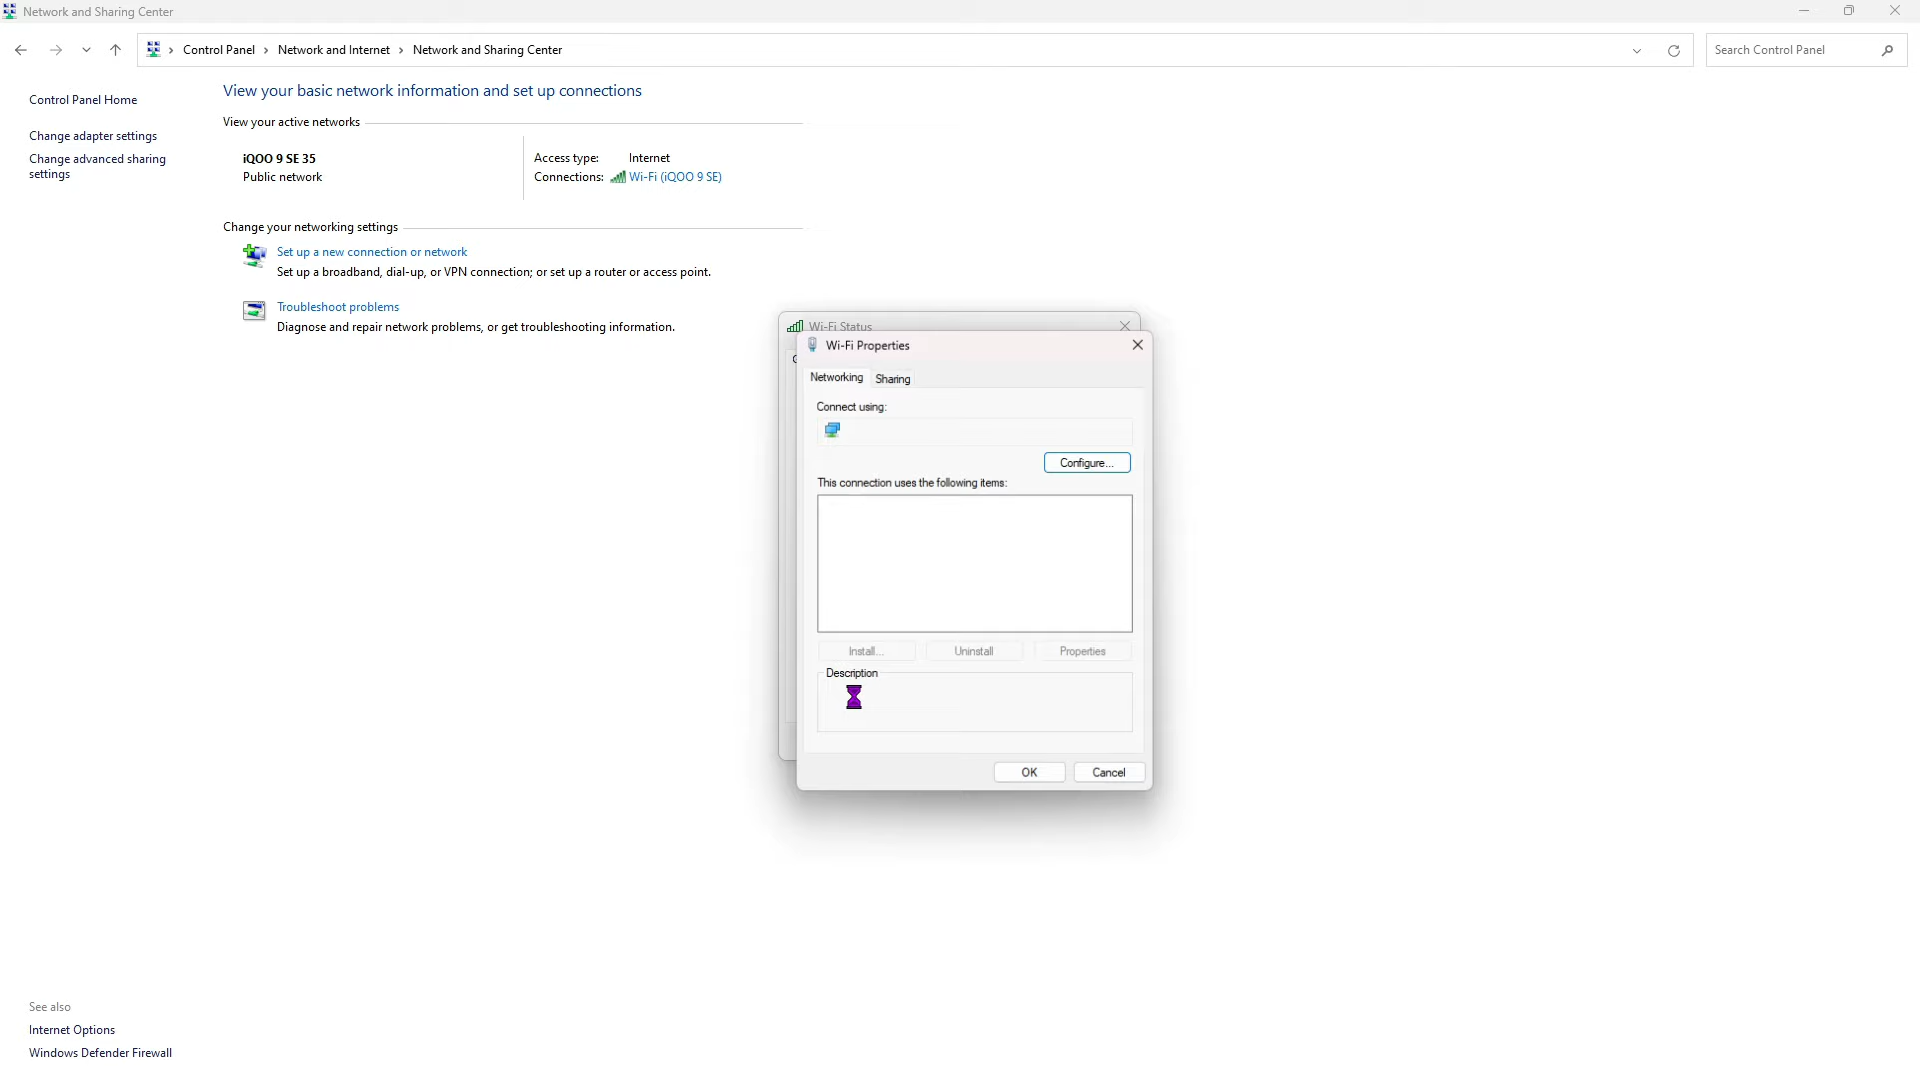 Network and Sharing Center
Control Panel > Network and Internet > Network and Sharing Center
Search Control Panel
Control Panel Home
Change adapter settings
Change advanced sharing
settings
View your basic network information and set up connections
View your active networks
iQOO 9 SE 35
Public network
Access type: Internet
Connections: Wi-Fi (iQOO 9 SE)
Change your networking settings
Set up a new connection or network
Set up a broadband, dial-up, or VPN connection; or set up a router or access point.
Troubleshoot problems
Diagnose and repair network problems, or get troubleshooting information.
Wi-Fi Status
Wi-Fi Properties
Networking Sharing
Connect using:
Configure...
This connection uses the following items:
Install... Uninstall Properties
Description
OK Cancel
See also
Internet Options
Windows Defender Firewall